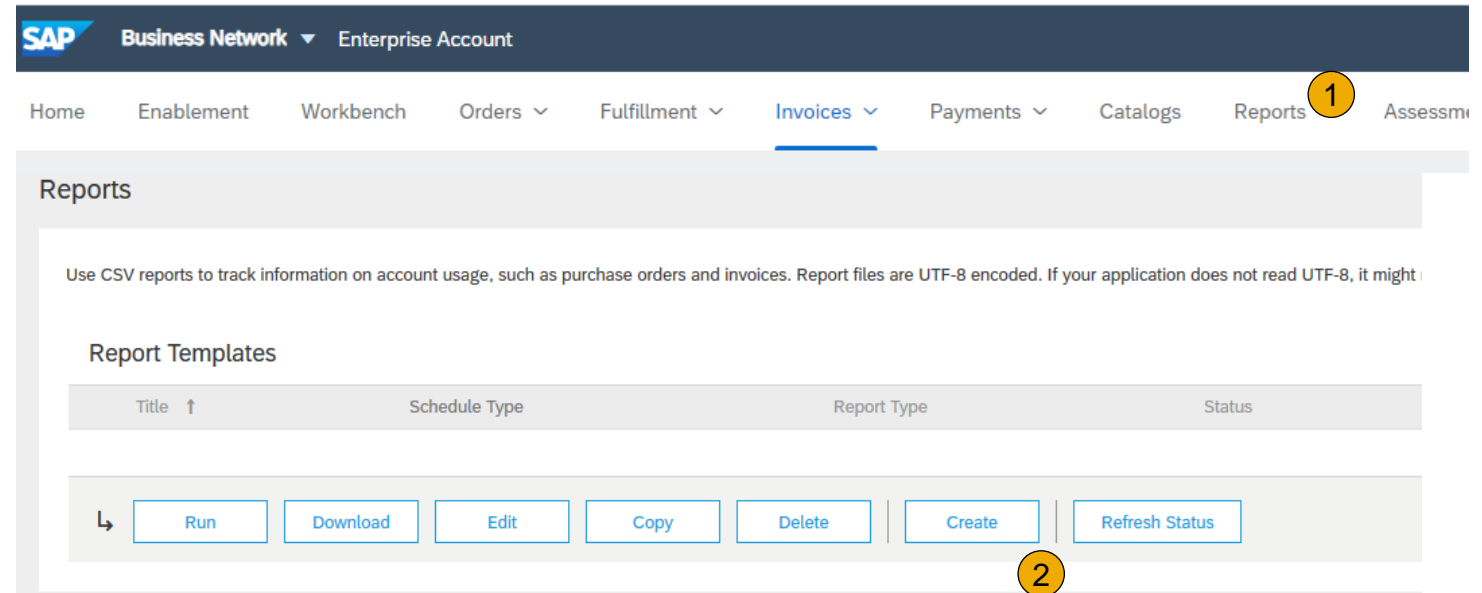 SAP Business Network Enterprise Account
Home Enablement Workbench Orders Fulfillment Invoices Payments Catalogs Reports 1
Reports
Use CSV reports to track information on account usage, such as purchase orders and invoices. Report files are UTF-8 encoded. If your application does not read UTF-8, it might
Report Templates
Title ↑ Schedule Type Report Type Status
Run Download Edit Copy Delete Create Refresh Status
2